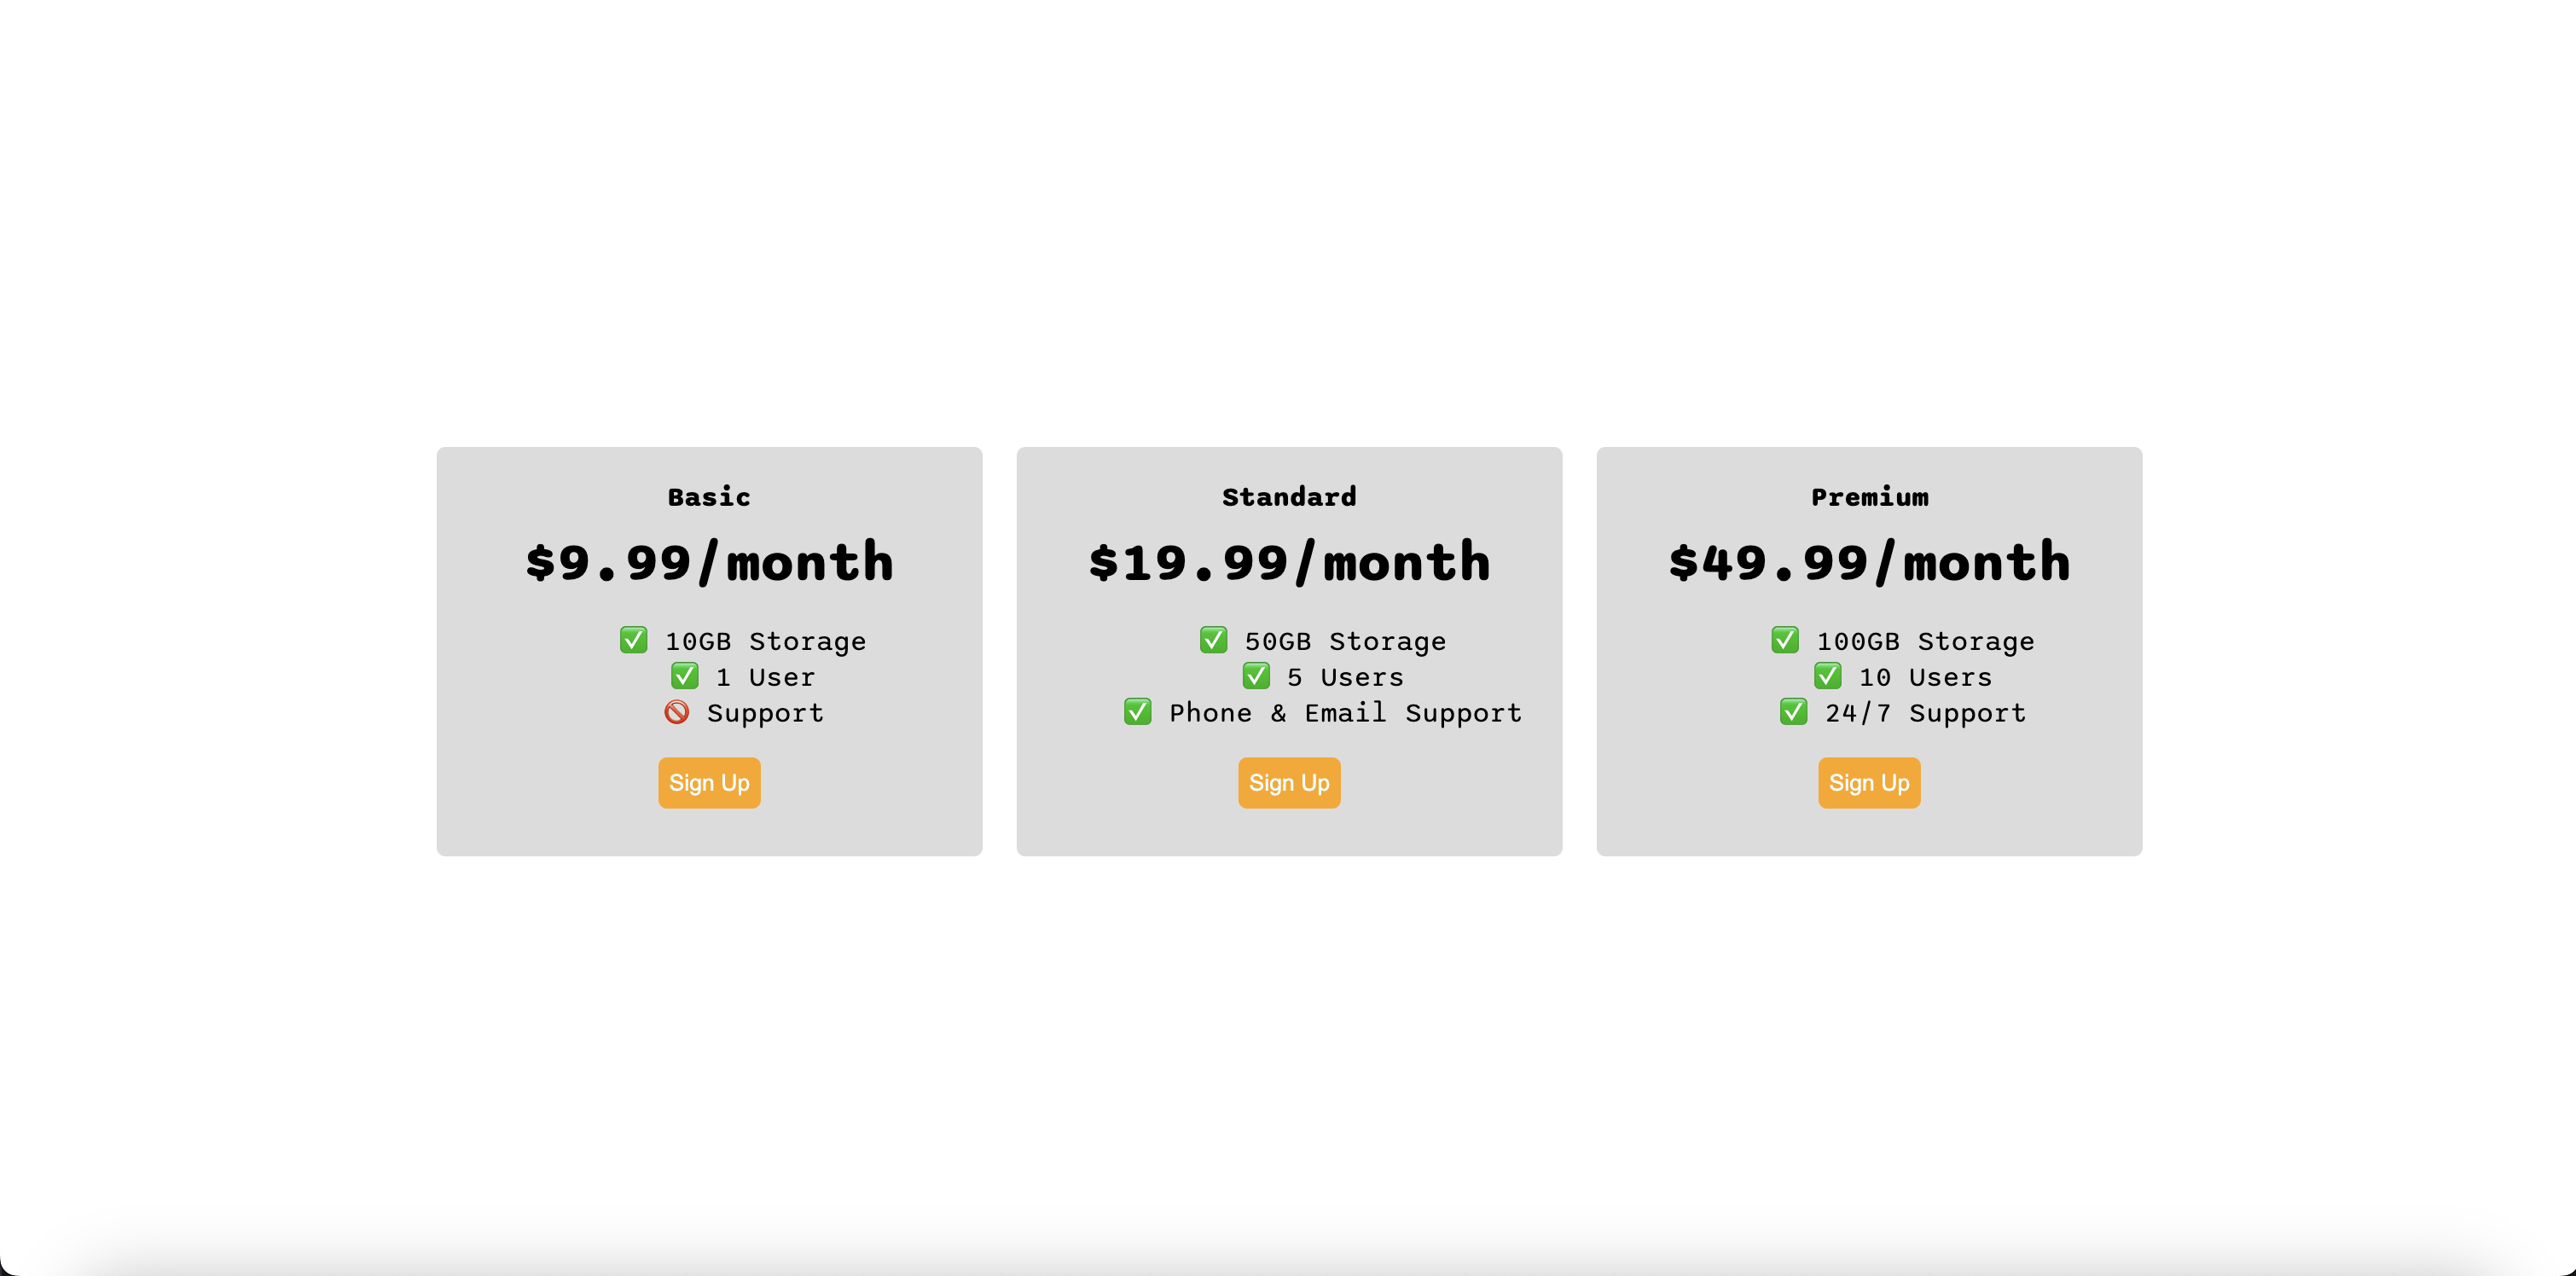 Basic
$9.99/month
✅ 10GB Storage
✅ 1 User
🚫 Support
Sign Up
Standard
$19.99/month
✅ 50GB Storage
✅ 5 Users
✅ Phone & Email Support
Sign Up
Premium
$49.99/month
✅ 100GB Storage
✅ 10 Users
✅ 24/7 Support
Sign Up